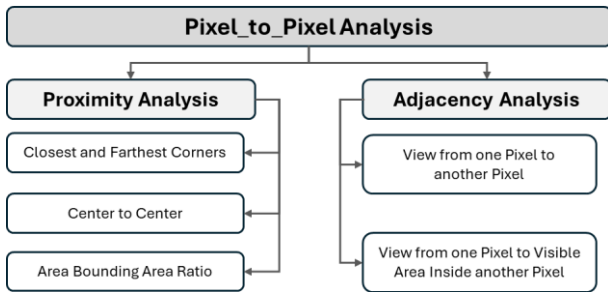 Pixel_to_Pixel Analysis
Proximity Analysis
Closest and Farthest Corners
Center to Center
Area Bounding Area Ratio
Adjacency Analysis
View from one Pixel to
another Pixel
View from one Pixel to Visible
Area Inside another Pixel